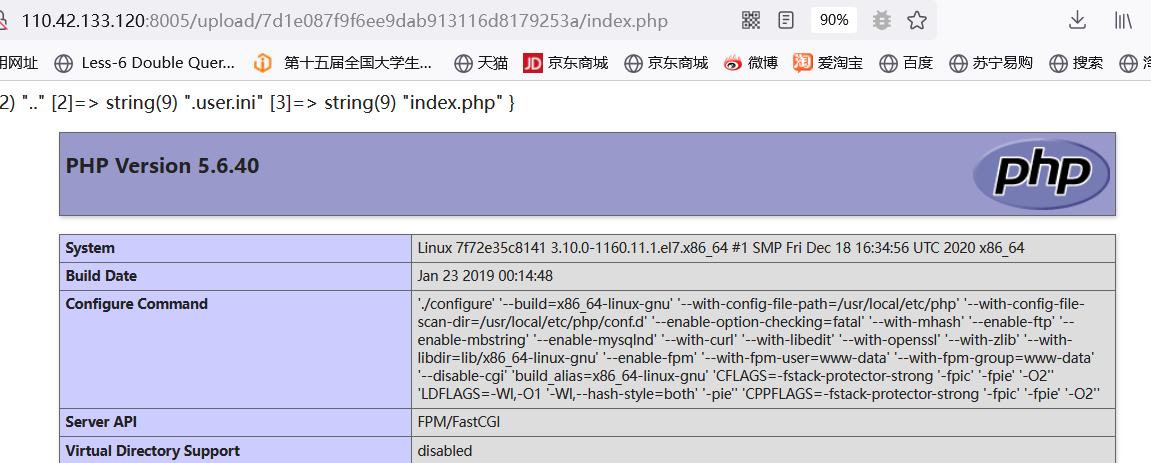 110.42.133.120:8005/upload/7d1e087f9f6ee9dab913116d8179253a/index.php 90%
用网址 Less-6 Double Quer... 第十五届全国大学生... 天猫 JD 京东商城 京东商城 微博 淘 爱淘宝 百度 苏宁易购 搜索
2) ".." [2]=> string(9) ".user.ini" [3]=> string(9) "index.php" }
PHP Version 5.6.40 php
System Linux 7f72e35c8141 3.10.0-1160.11.1.el7.x86_64 #1 SMP Fri Dec 18 16:34:56 UTC 2020 x86_64
Build Date Jan 23 2019 00:14:48
Configure Command './configure' '--build=x86_64-linux-gnu' '--with-config-file-path=/usr/local/etc/php' '--with-config-file-
scan-dir=/usr/local/etc/php/conf.d' '--enable-option-checking=fatal' '--with-mhash' '--enable-ftp' '--
enable-mbstring' '--enable-mysqlnd' '--with-curl' '--with-libedit' '--with-openssl' '--with-zlib' '--with-
libdir=lib/x86_64-linux-gnu' '--enable-fpm' '--with-fpm-user=www-data' '--with-fpm-group=www-data'
'--disable-cgi' 'build_alias=x86_64-linux-gnu' 'CFLAGS=-fstack-protector-strong '-fpic' '-fpie' '-O2''
'LDFLAGS=-Wl,-O1 '-Wl,--hash-style=both' '-pie'' 'CPPFLAGS=-fstack-protector-strong '-fpic' '-fpie' '-O2''
Server API FPM/FastCGI
Virtual Directory Support disabled